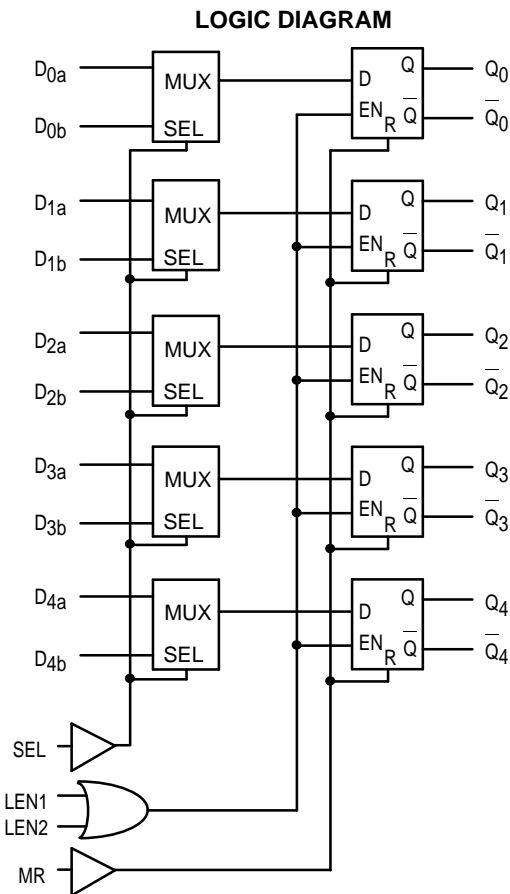 LOGIC DIAGRAM
D0a MUX D Q Q0
D0b SEL EN R Q̅ Q̅0
D1a MUX D Q Q1
D1b SEL EN R Q̅ Q̅1
D2a MUX D Q Q2
D2b SEL EN R Q̅ Q̅2
D3a MUX D Q Q3
D3b SEL EN R Q̅ Q̅3
D4a MUX D Q Q4
D4b SEL EN R Q̅ Q̅4
SEL
LEN1
LEN2
MR